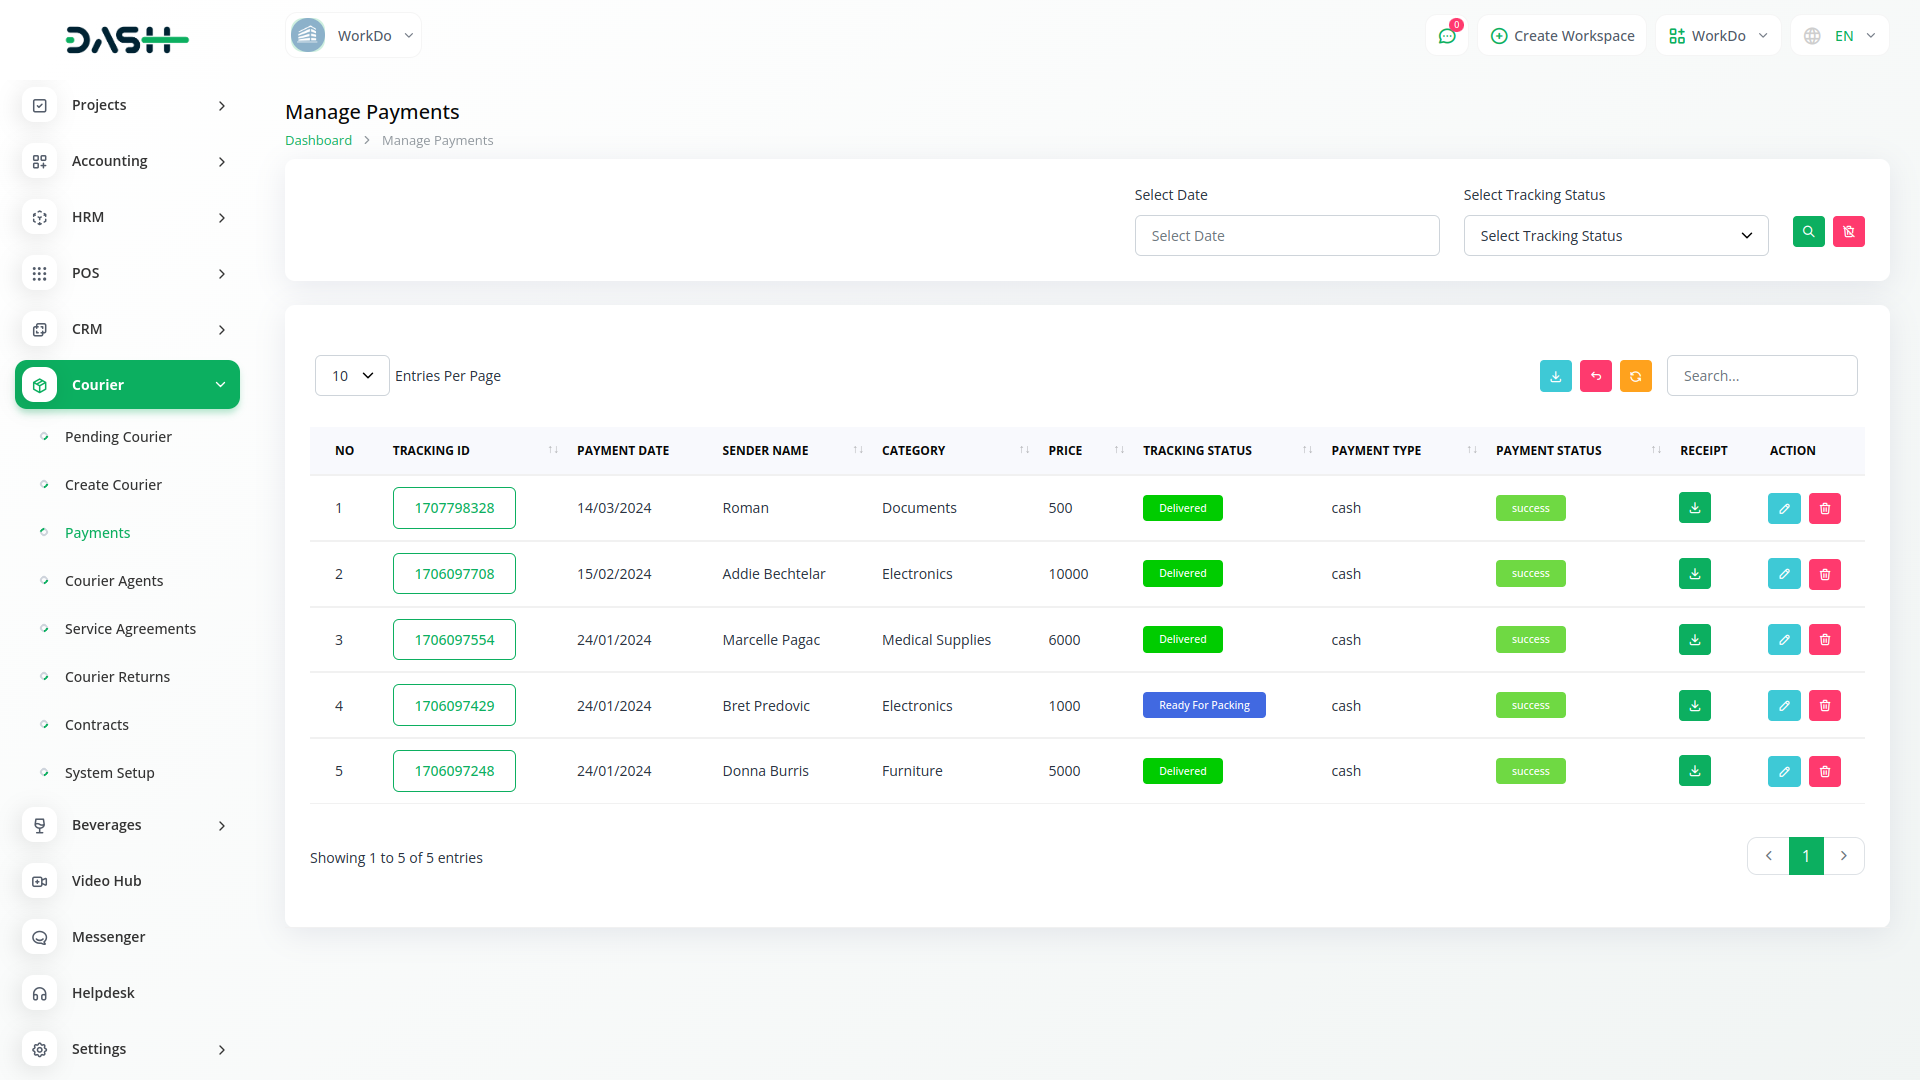 DASH
WorkDo
0
Create Workspace
WorkDo
EN
Projects
Accounting
HRM
POS
CRM
Courier
Pending Courier
Create Courier
Payments
Courier Agents
Service Agreements
Courier Returns
Contracts
System Setup
Beverages
Video Hub
Messenger
Helpdesk
Settings
Manage Payments
Dashboard > Manage Payments
Select Date
Select Tracking Status
Select Date
Select Tracking Status
10 Entries Per Page
Search...
NO TRACKING ID PAYMENT DATE SENDER NAME CATEGORY PRICE TRACKING STATUS PAYMENT TYPE PAYMENT STATUS RECEIPT ACTION
1 1707798328 14/03/2024 Roman Documents 500 Delivered cash success
2 1706097708 15/02/2024 Addie Bechtelar Electronics 10000 Delivered cash success
3 1706097554 24/01/2024 Marcelle Pagac Medical Supplies 6000 Delivered cash success
4 1706097429 24/01/2024 Bret Predovic Electronics 1000 Ready For Packing cash success
5 1706097248 24/01/2024 Donna Burris Furniture 5000 Delivered cash success
Showing 1 to 5 of 5 entries
1